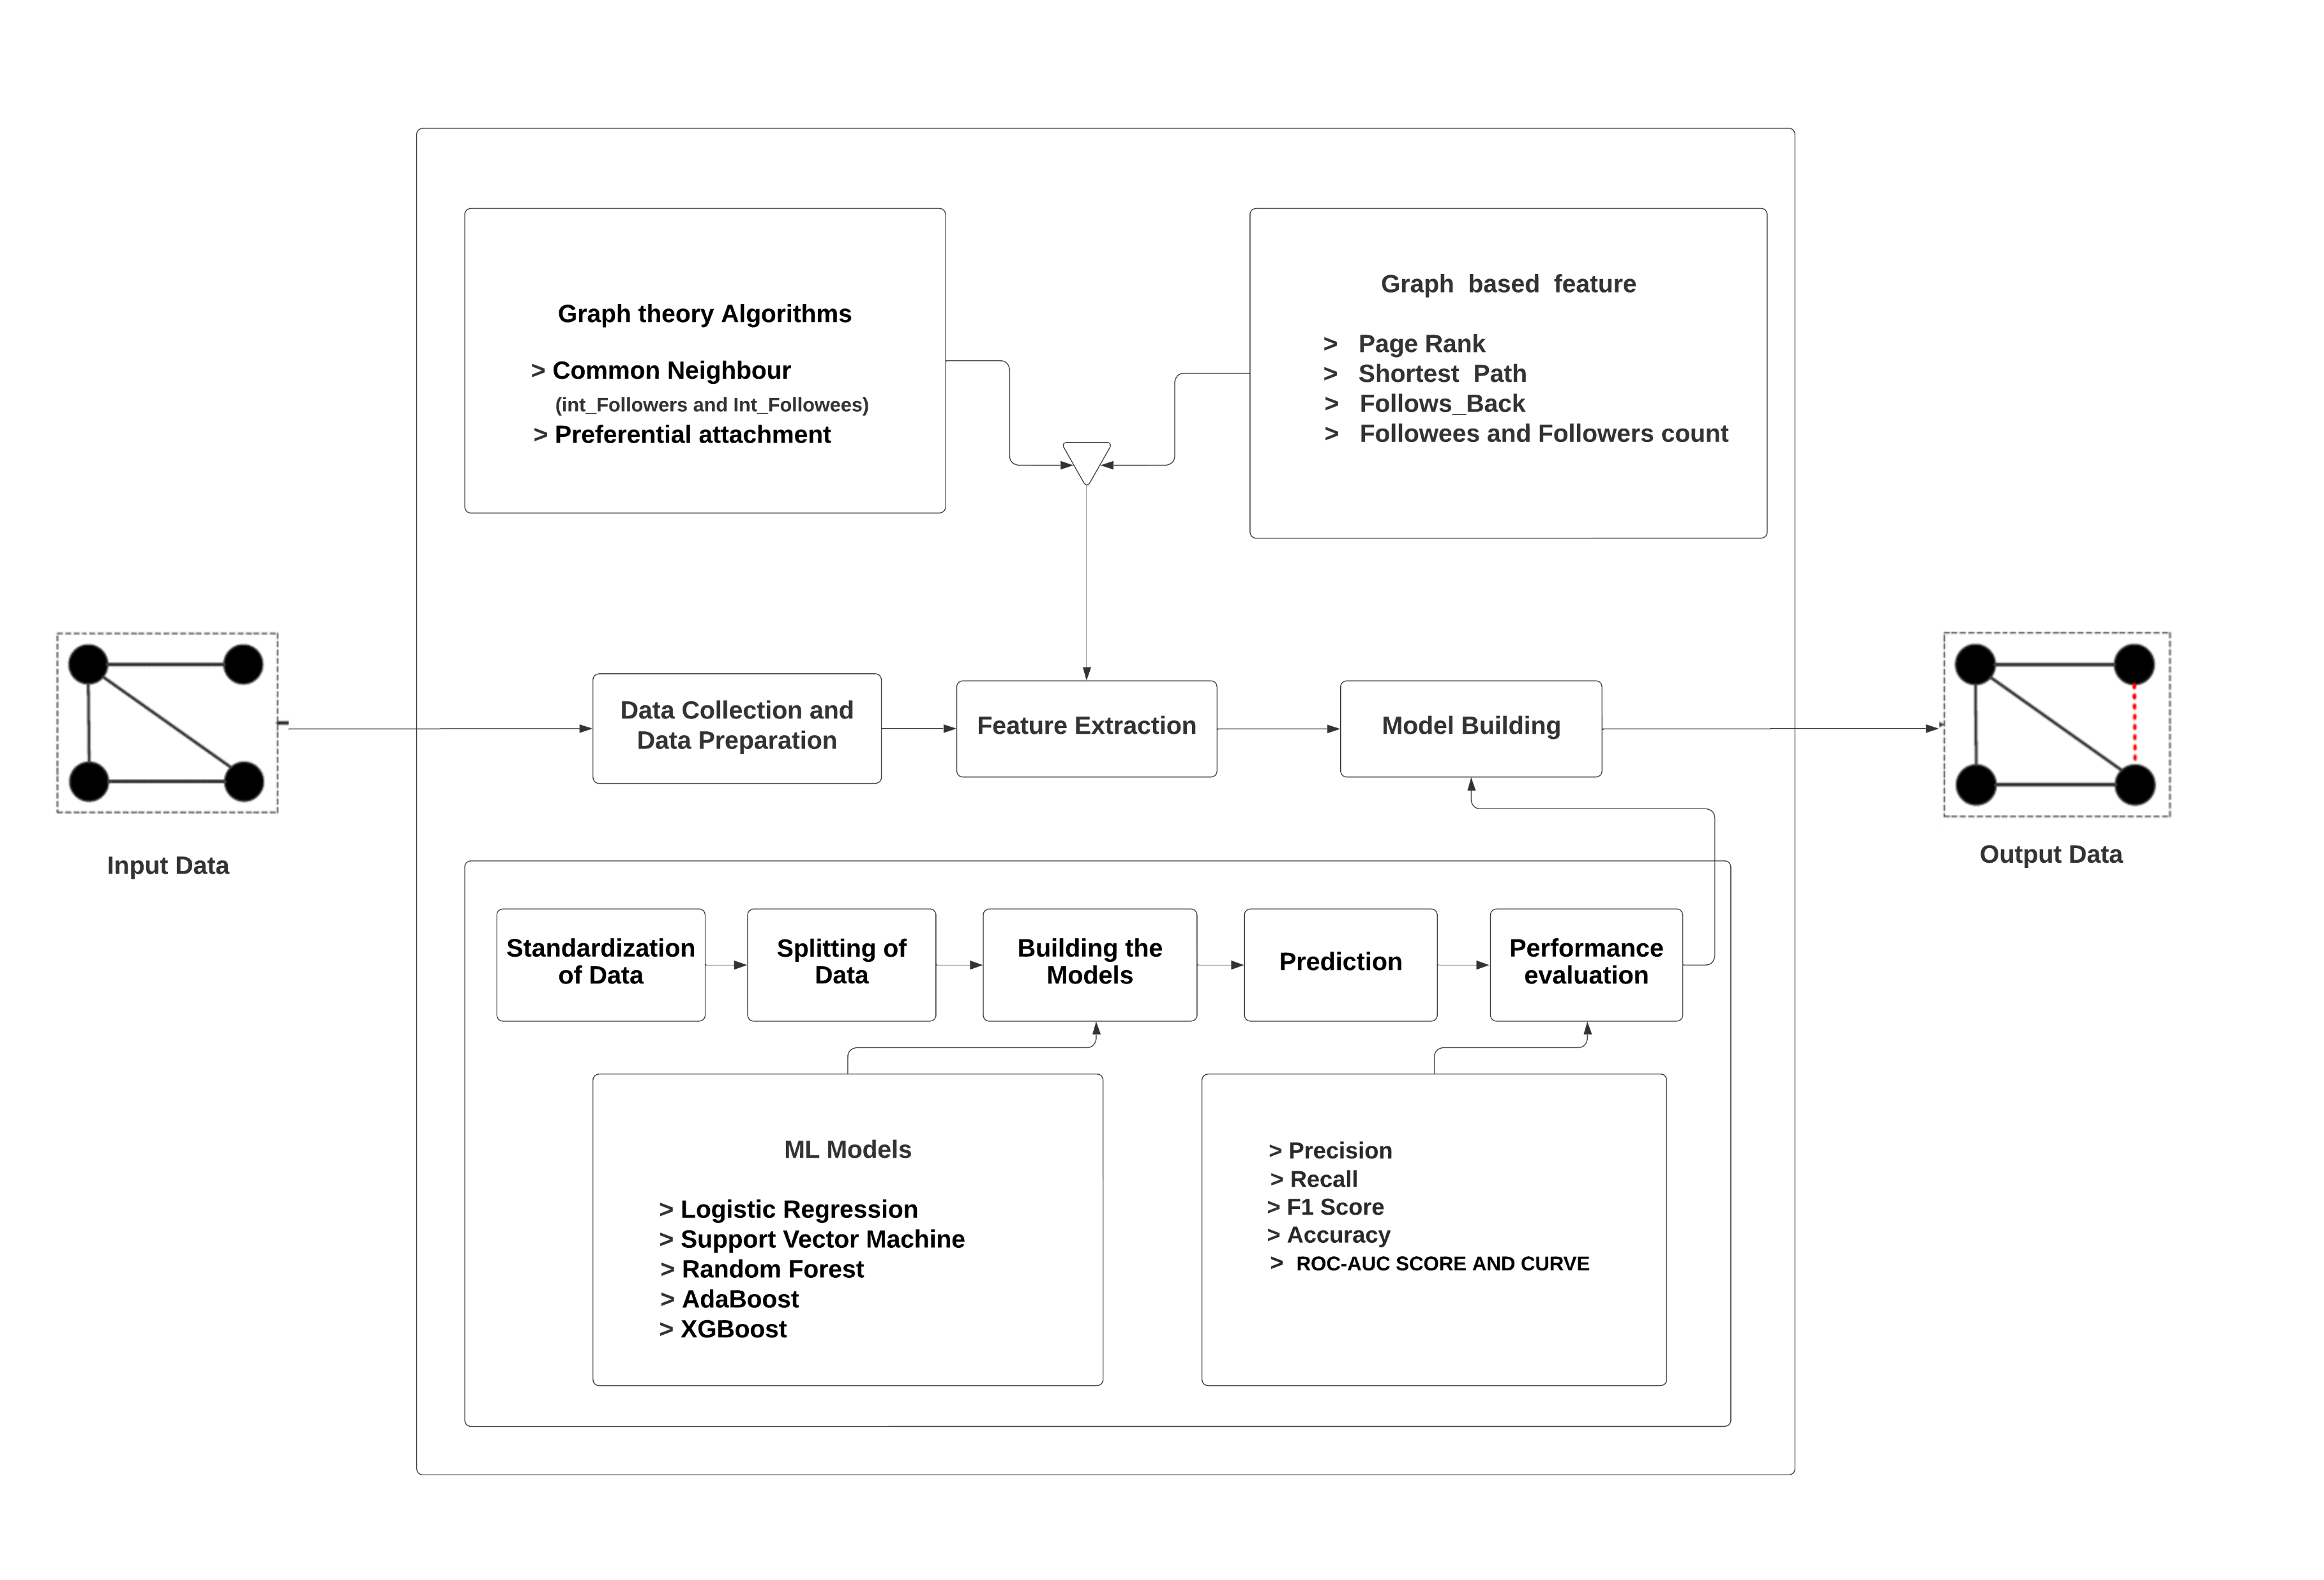 Graph theory Algorithms
> Common Neighbour
(int_Followers and Int_Followees)
> Preferential attachment
Graph based feature
> Page Rank
> Shortest Path
> Follows_Back
> Followees and Followers count
Input Data
Data Collection and
Data Preparation
Feature Extraction
Model Building
Output Data
Standardization
of Data
Splitting of
Data
Building the
Models
Prediction
Performance
evaluation
ML Models
> Logistic Regression
> Support Vector Machine
> Random Forest
> AdaBoost
> XGBoost
> Precision
> Recall
> F1 Score
> Accuracy
> ROC-AUC SCORE AND CURVE